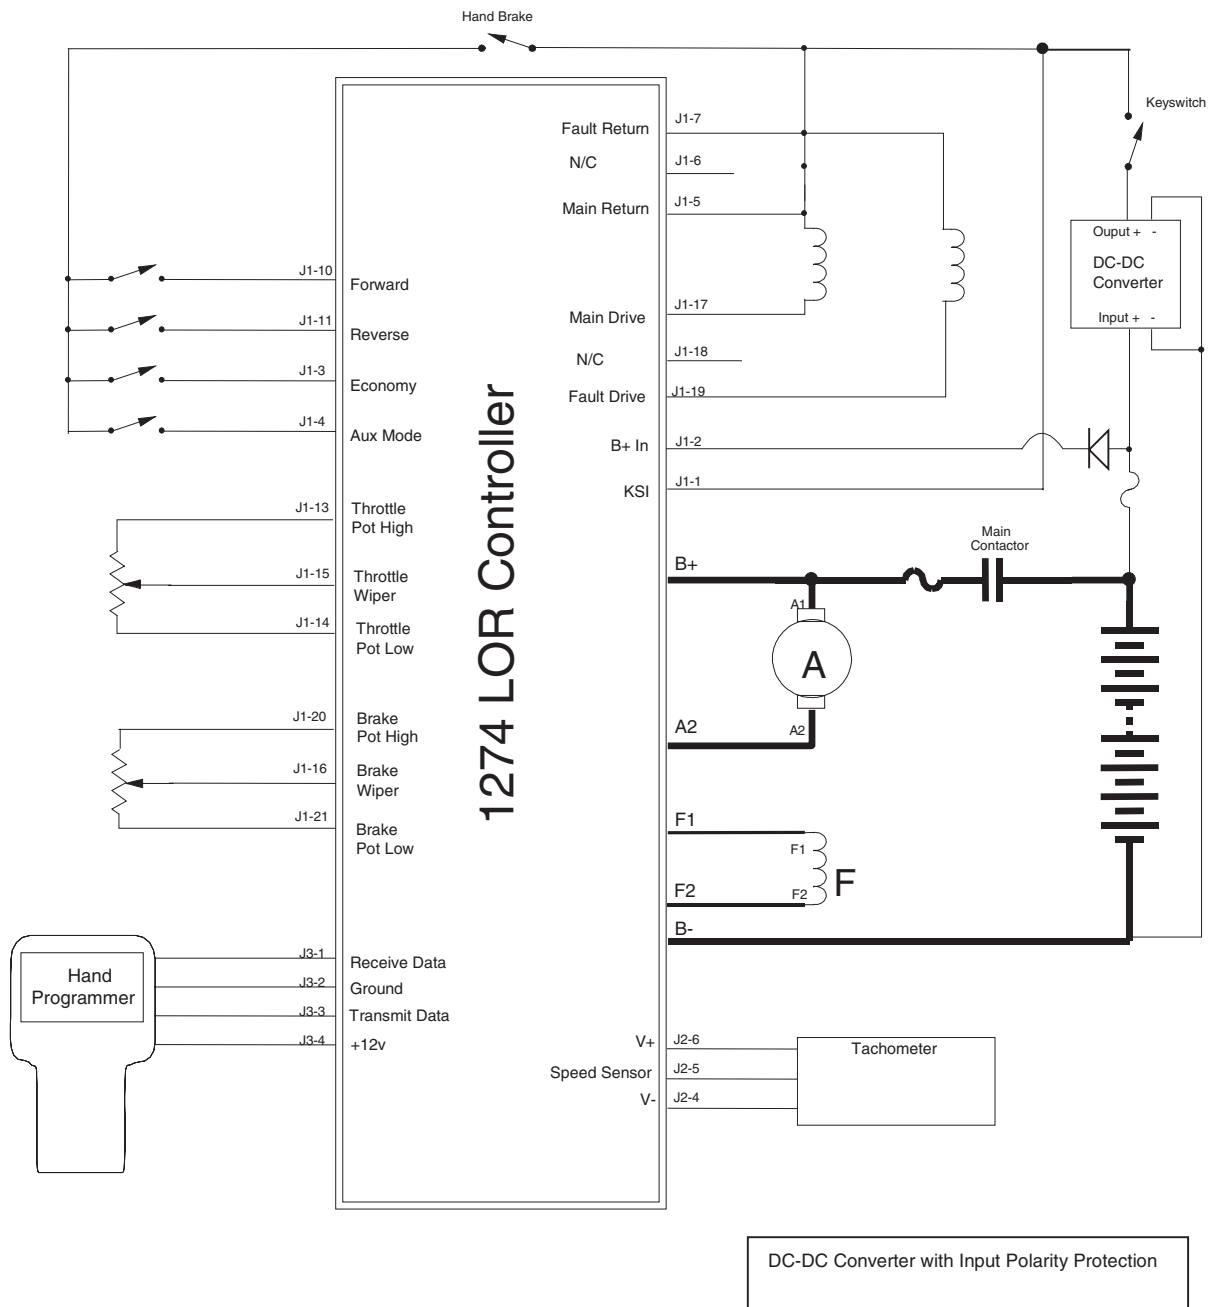 Hand Brake
Keyswitch
J1-7
Fault Return
J1-6
N/C
J1-5
Main Return
Ouput + -
DC-DC
Converter
Input + -
J1-10
Forward
J1-11
Reverse
J1-3
Economy
J1-4
Aux Mode
J1-17
Main Drive
J1-18
N/C
J1-19
Fault Drive
J1-2
B+ In
J1-1
KSI
1274 LOR Controller
J1-13
Throttle
Pot High
J1-15
Throttle
Wiper
J1-14
Throttle
Pot Low
J1-20
Brake
Pot High
J1-16
Brake
Wiper
J1-21
Brake
Pot Low
Main
Contactor
B+
A1
A
A2
A2
F1
F1
F
F2
F2
B-
Hand
Programmer
J3-1
Receive Data
J3-2
Ground
J3-3
Transmit Data
J3-4
+12v
V+
J2-6
Speed Sensor
J2-5
V-
J2-4
Tachometer
DC-DC Converter with Input Polarity Protection